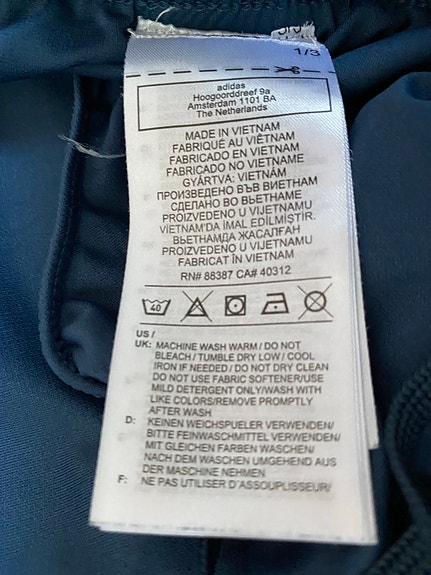 1/3
adidas
Hoogoorddreef 9a
Amsterdam 1101 BA
The Netherlands
MADE IN VIETNAM
FABRIQUÉ AU VIÊTNAM
FABRICADO EN VIETNAM
FABRICADO NO VIETNAME
GYÁRTVA: VIETNÁM
ПРОИЗВЕДЕНО ВЪВ ВИЕТНАМ
СДЕЛАНО ВО ВЬЕТНАМЕ
PROIZVEDENO U VIJETNAMU
VIETNAM'DA IMAL EDİLMİŞTİR.
ВЬЕТНАМДА ЖАСАЛҒАН
PROIZVEDENO U VIJETNAMU
FABRICAT ÎN VIETNAM
RN# 88387 CA# 40312
40
US /
UK: MACHINE WASH WARM / DO NOT
BLEACH / TUMBLE DRY LOW / COOL
IRON IF NEEDED / DO NOT DRY CLEAN
DO NOT USE FABRIC SOFTENER/USE
MILD DETERGENT ONLY/WASH WITH
LIKE COLORS/REMOVE PROMPTLY
AFTER WASH
D: KEINEN WEICHSPUELER VERWENDEN/
BITTE FEINWASCHMITTEL VERWENDEN/
MIT GLEICHEN FARBEN WASCHEN/
NACH DEM WASCHEN UMGEHEND AUS
DER MASCHINE NEHMEN
F: NE PAS UTILISER D'ASSOUPLISSEUR/